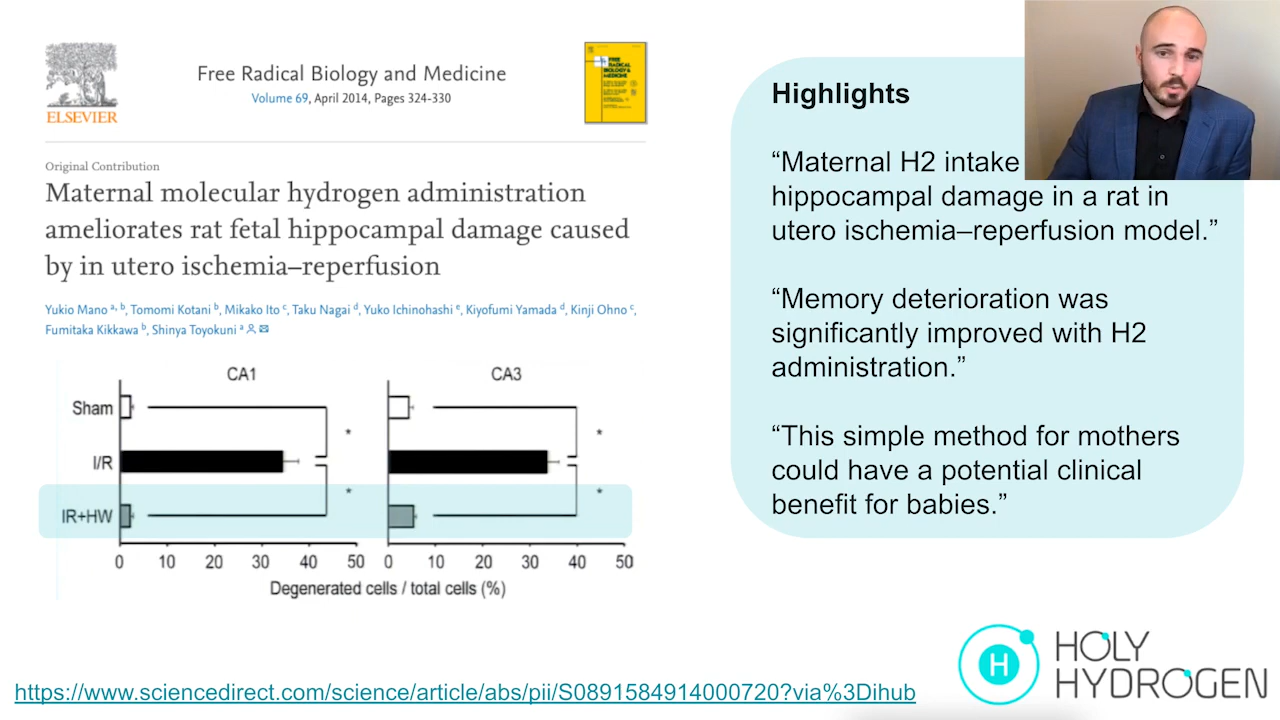 ELSEVIER
Free Radical Biology and Medicine
Volume 69, April 2014, Pages 324-330
Original Contribution
Maternal molecular hydrogen administration
ameliorates rat fetal hippocampal damage caused
by in utero ischemia–reperfusion
Yukio Mano a, b, Tomomi Kotani b, Mikako Ito c, Taku Nagai d, Yuko Ichinohashi e, Kiyofumi Yamada d, Kinji Ohno c,
Fumitaka Kikkawa b, Shinya Toyokuni a
CA1
CA3
Sham
*
*
I/R
*
*
IR+HW
0 10 20 30 40 50
0 10 20 30 40 50
Degenerated cells / total cells (%)
Highlights
“Maternal H2 intake
hippocampal damage in a rat in
utero ischemia–reperfusion model.”
“Memory deterioration was
significantly improved with H2
administration.”
“This simple method for mothers
could have a potential clinical
benefit for babies.”
https://www.sciencedirect.com/science/article/abs/pii/S0891584914000720?via%3Dihub
H
HOLY
HYDROGEN